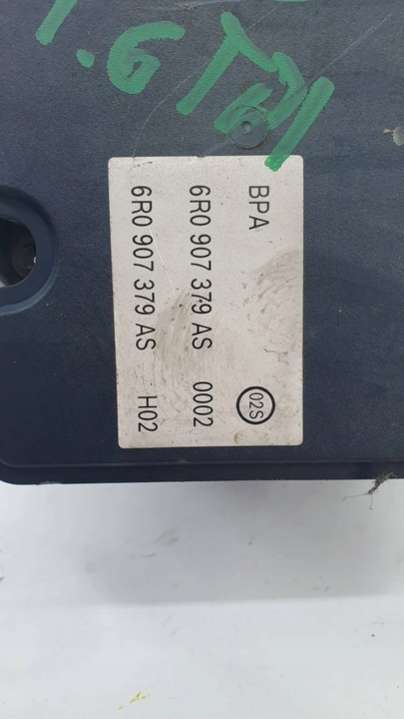 1.6 TDI
BPA 02S
6R0 907 379 AS 0002
6R0 907 379 AS H02